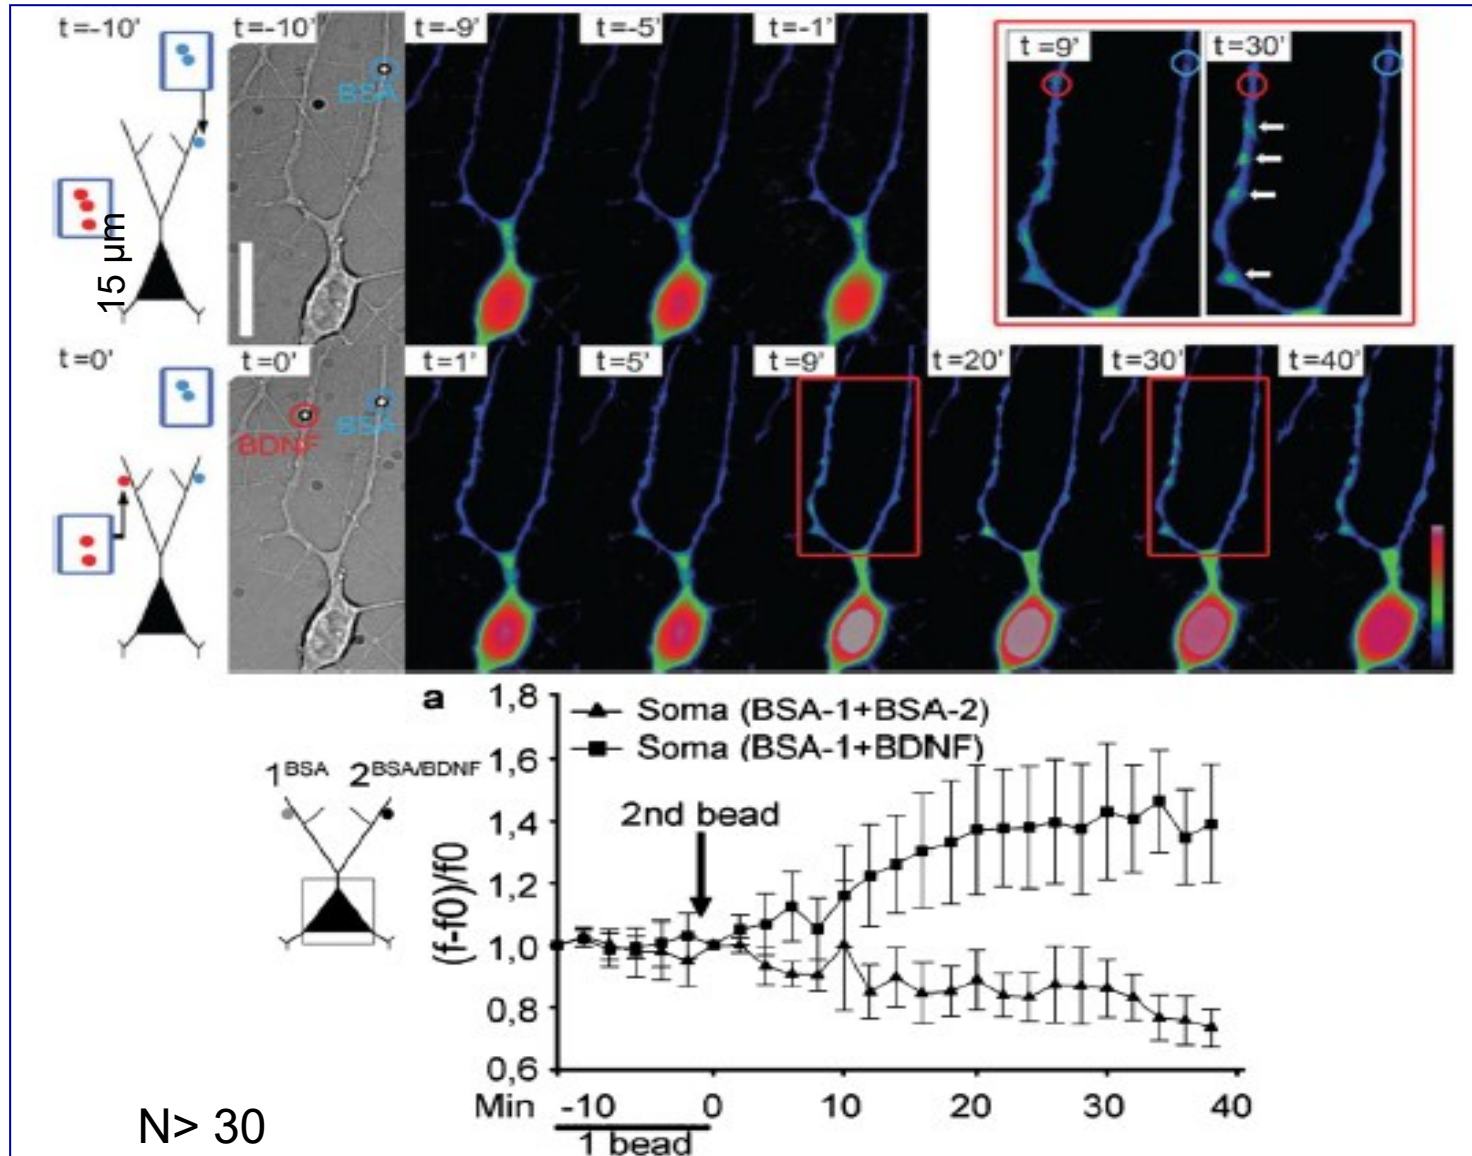 t=-10'
t=-10'
t=-9'
t=-5'
t=-1'
t =9'
t=30'
BSA
15 µm
t=0'
t=0'
t=1'
t=5'
t=9'
t=20'
t=30'
t=40'
BDNF
BSA
a
1,8
1,6
1,4
1,2
1,0
0,8
0,6
(f-f0)/f0
Soma (BSA-1+BSA-2)
Soma (BSA-1+BDNF)
1BSA 2BSA/BDNF
2nd bead
Min -10 0 10 20 30 40
1 bead
N> 30